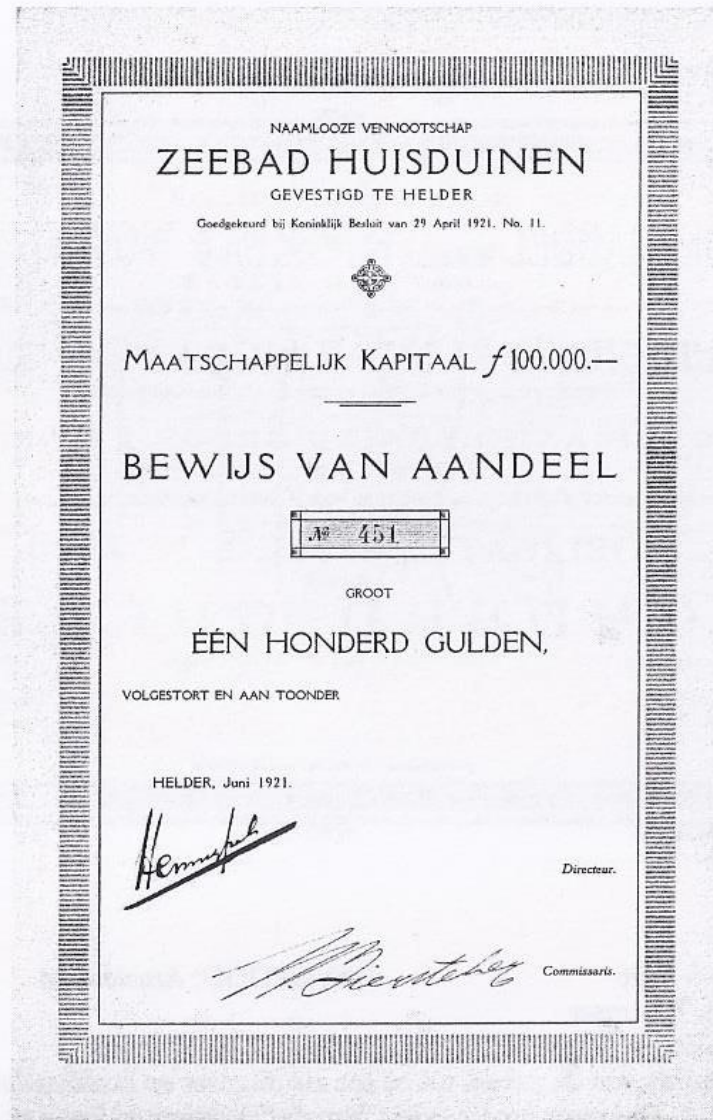 NAAMLOOZE VENNOOTSCHAP
ZEEBAD HUISDUINEN
GEVESTIGD TE HELDER
Goedgekeurd bij Koninklijk Besluit van 29 April 1921. No. 11.
MAATSCHAPPELIJK KAPITAAL ƒ 100.000.—
BEWIJS VAN AANDEEL
№ 451
GROOT
ÉÉN HONDERD GULDEN,
VOLGESTORT EN AAN TOONDER
HELDER, Juni 1921.
Directeur.
Commissaris.